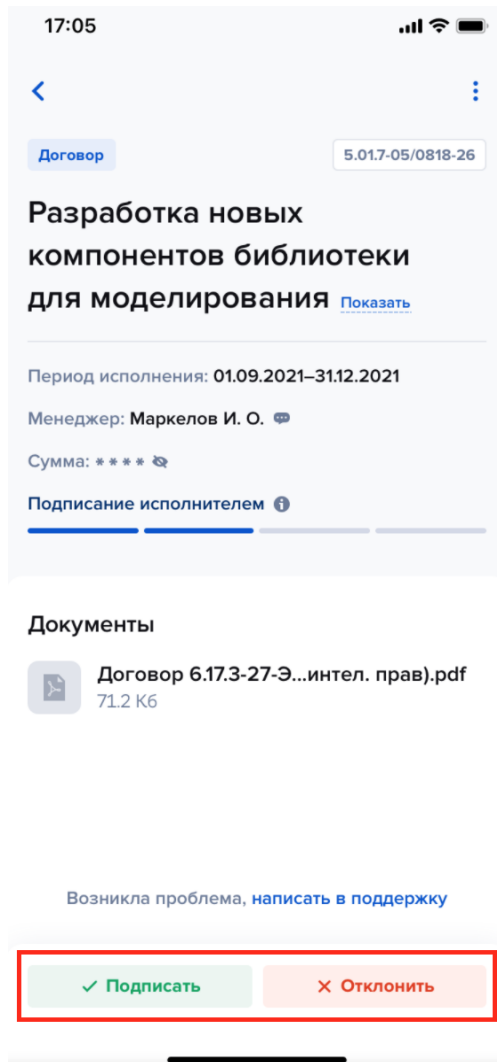 17:05
Договор
5.01.7-05/0818-26
Разработка новых
компонентов библиотеки
для моделирования Показать
Период исполнения: 01.09.2021–31.12.2021
Менеджер: Маркелов И. О.
Сумма: ****
Подписание исполнителем
Документы
Договор 6.17.3-27-Э...интел. прав).pdf
71.2 Кб
Возникла проблема, написать в поддержку
Подписать
Отклонить